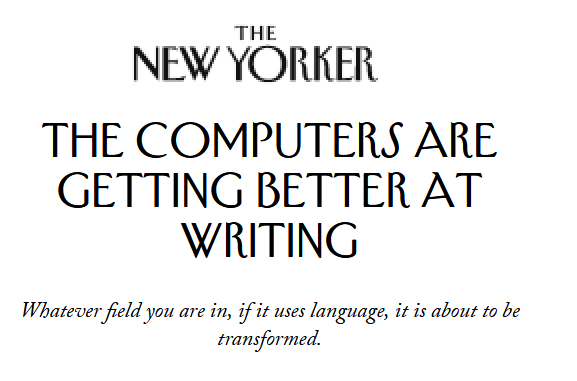 THE
NEW YORKER
THE COMPUTERS ARE
GETTING BETTER AT
WRITING
Whatever field you are in, if it uses language, it is about to be
transformed.